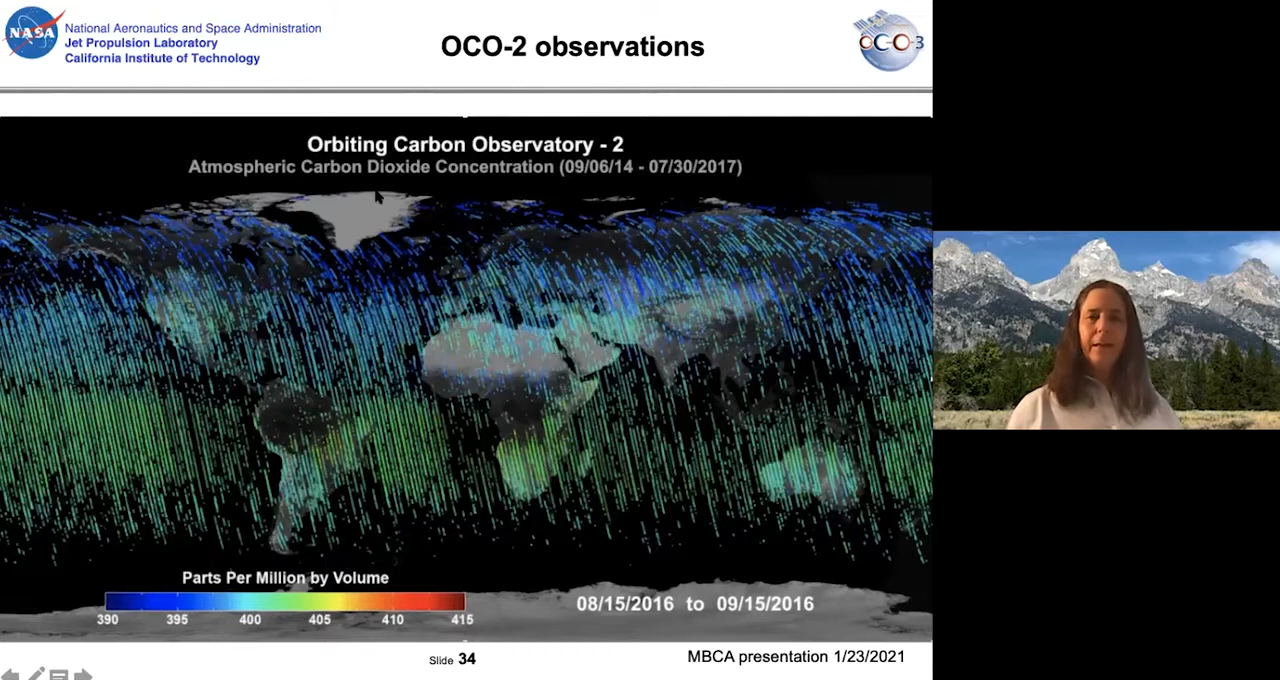 NASA
National Aeronautics and Space Administration
Jet Propulsion Laboratory
California Institute of Technology
OCO-2 observations
OCO-3
Orbiting Carbon Observatory - 2
Atmospheric Carbon Dioxide Concentration (09/06/14 - 07/30/2017)
Parts Per Million by Volume
390 395 400 405 410 415
08/15/2016 to 09/15/2016
Slide 34
MBCA presentation 1/23/2021